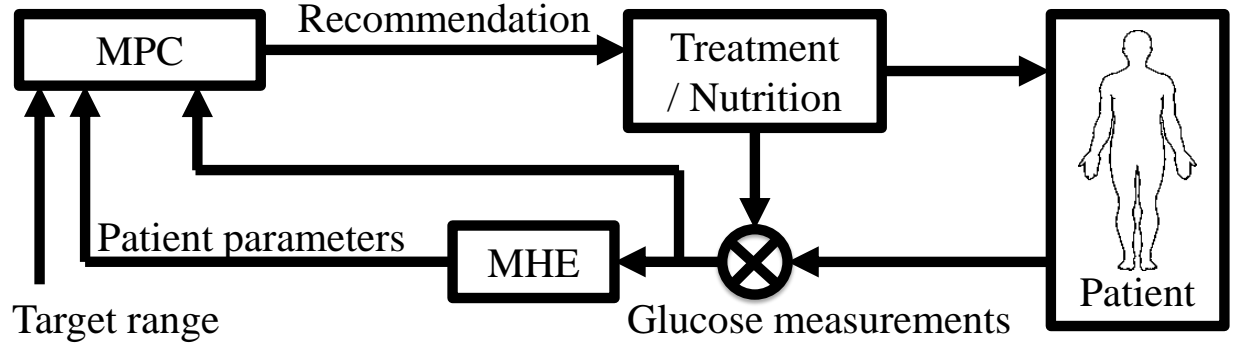 Recommendation
MPC
Treatment
/ Nutrition
Patient parameters
MHE
Target range
Glucose measurements
Patient